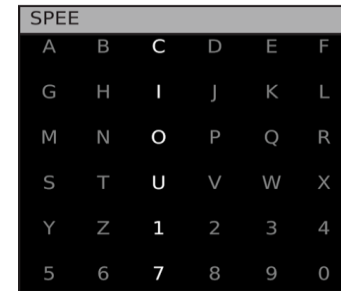 SPEE
A B C D E F
G H I J K L
M N O P Q R
S T U V W X
Y Z 1 2 3 4
5 6 7 8 9 0